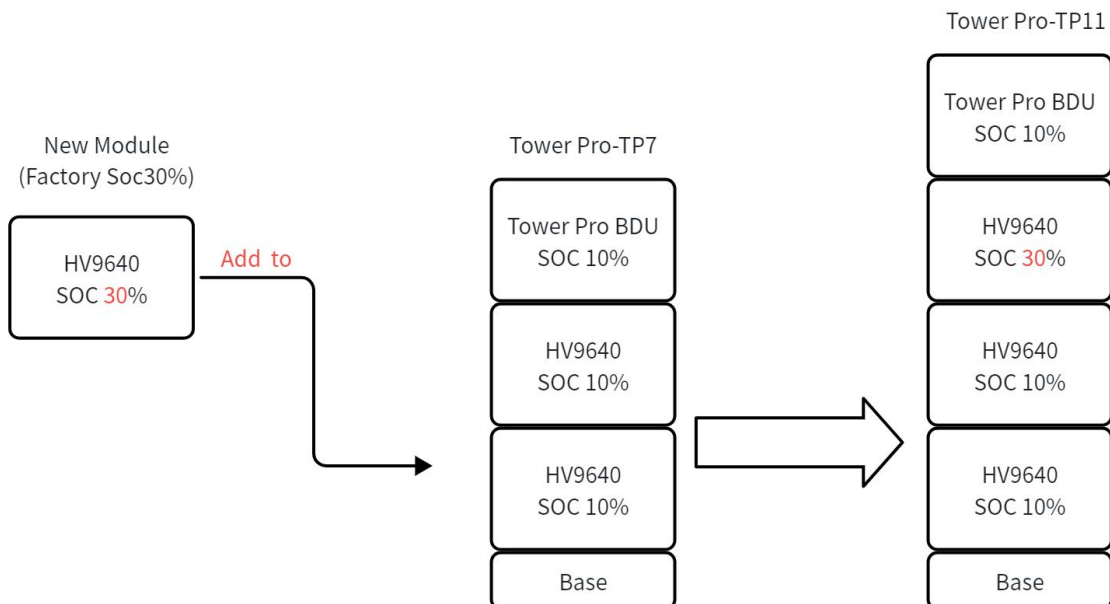 New Module
(Factory Soc30%)
HV9640
SOC 30%
Add to
Tower Pro-TP7
Tower Pro BDU
SOC 10%
HV9640
SOC 10%
HV9640
SOC 10%
Base
Tower Pro-TP11
Tower Pro BDU
SOC 10%
HV9640
SOC 30%
HV9640
SOC 10%
HV9640
SOC 10%
Base